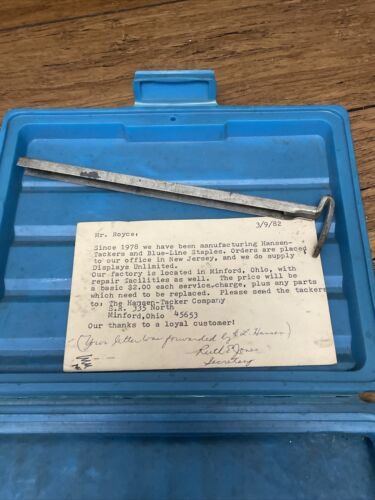 3/9/82
Mr. Royce:
Since 1978 we have been manufacturing Hansen-
Tackers and Blue-Line Staples. Orders are placed
to our office in New Jersey, and we do supply
Displays Unlimited.
Our factory is located in Minford, Ohio, with
repair facilities as well. The price will be
a basic $2.00 each service charge, plus any parts
which need to be replaced. Please send the tackers
to: The Hansen-Tacker Company
S.R. 335 North
Minford,Ohio 45653
Our thanks to a loyal customer!
(Your letter was forwarded by A.L. Hansen)
Ruth E Jones
Secretary